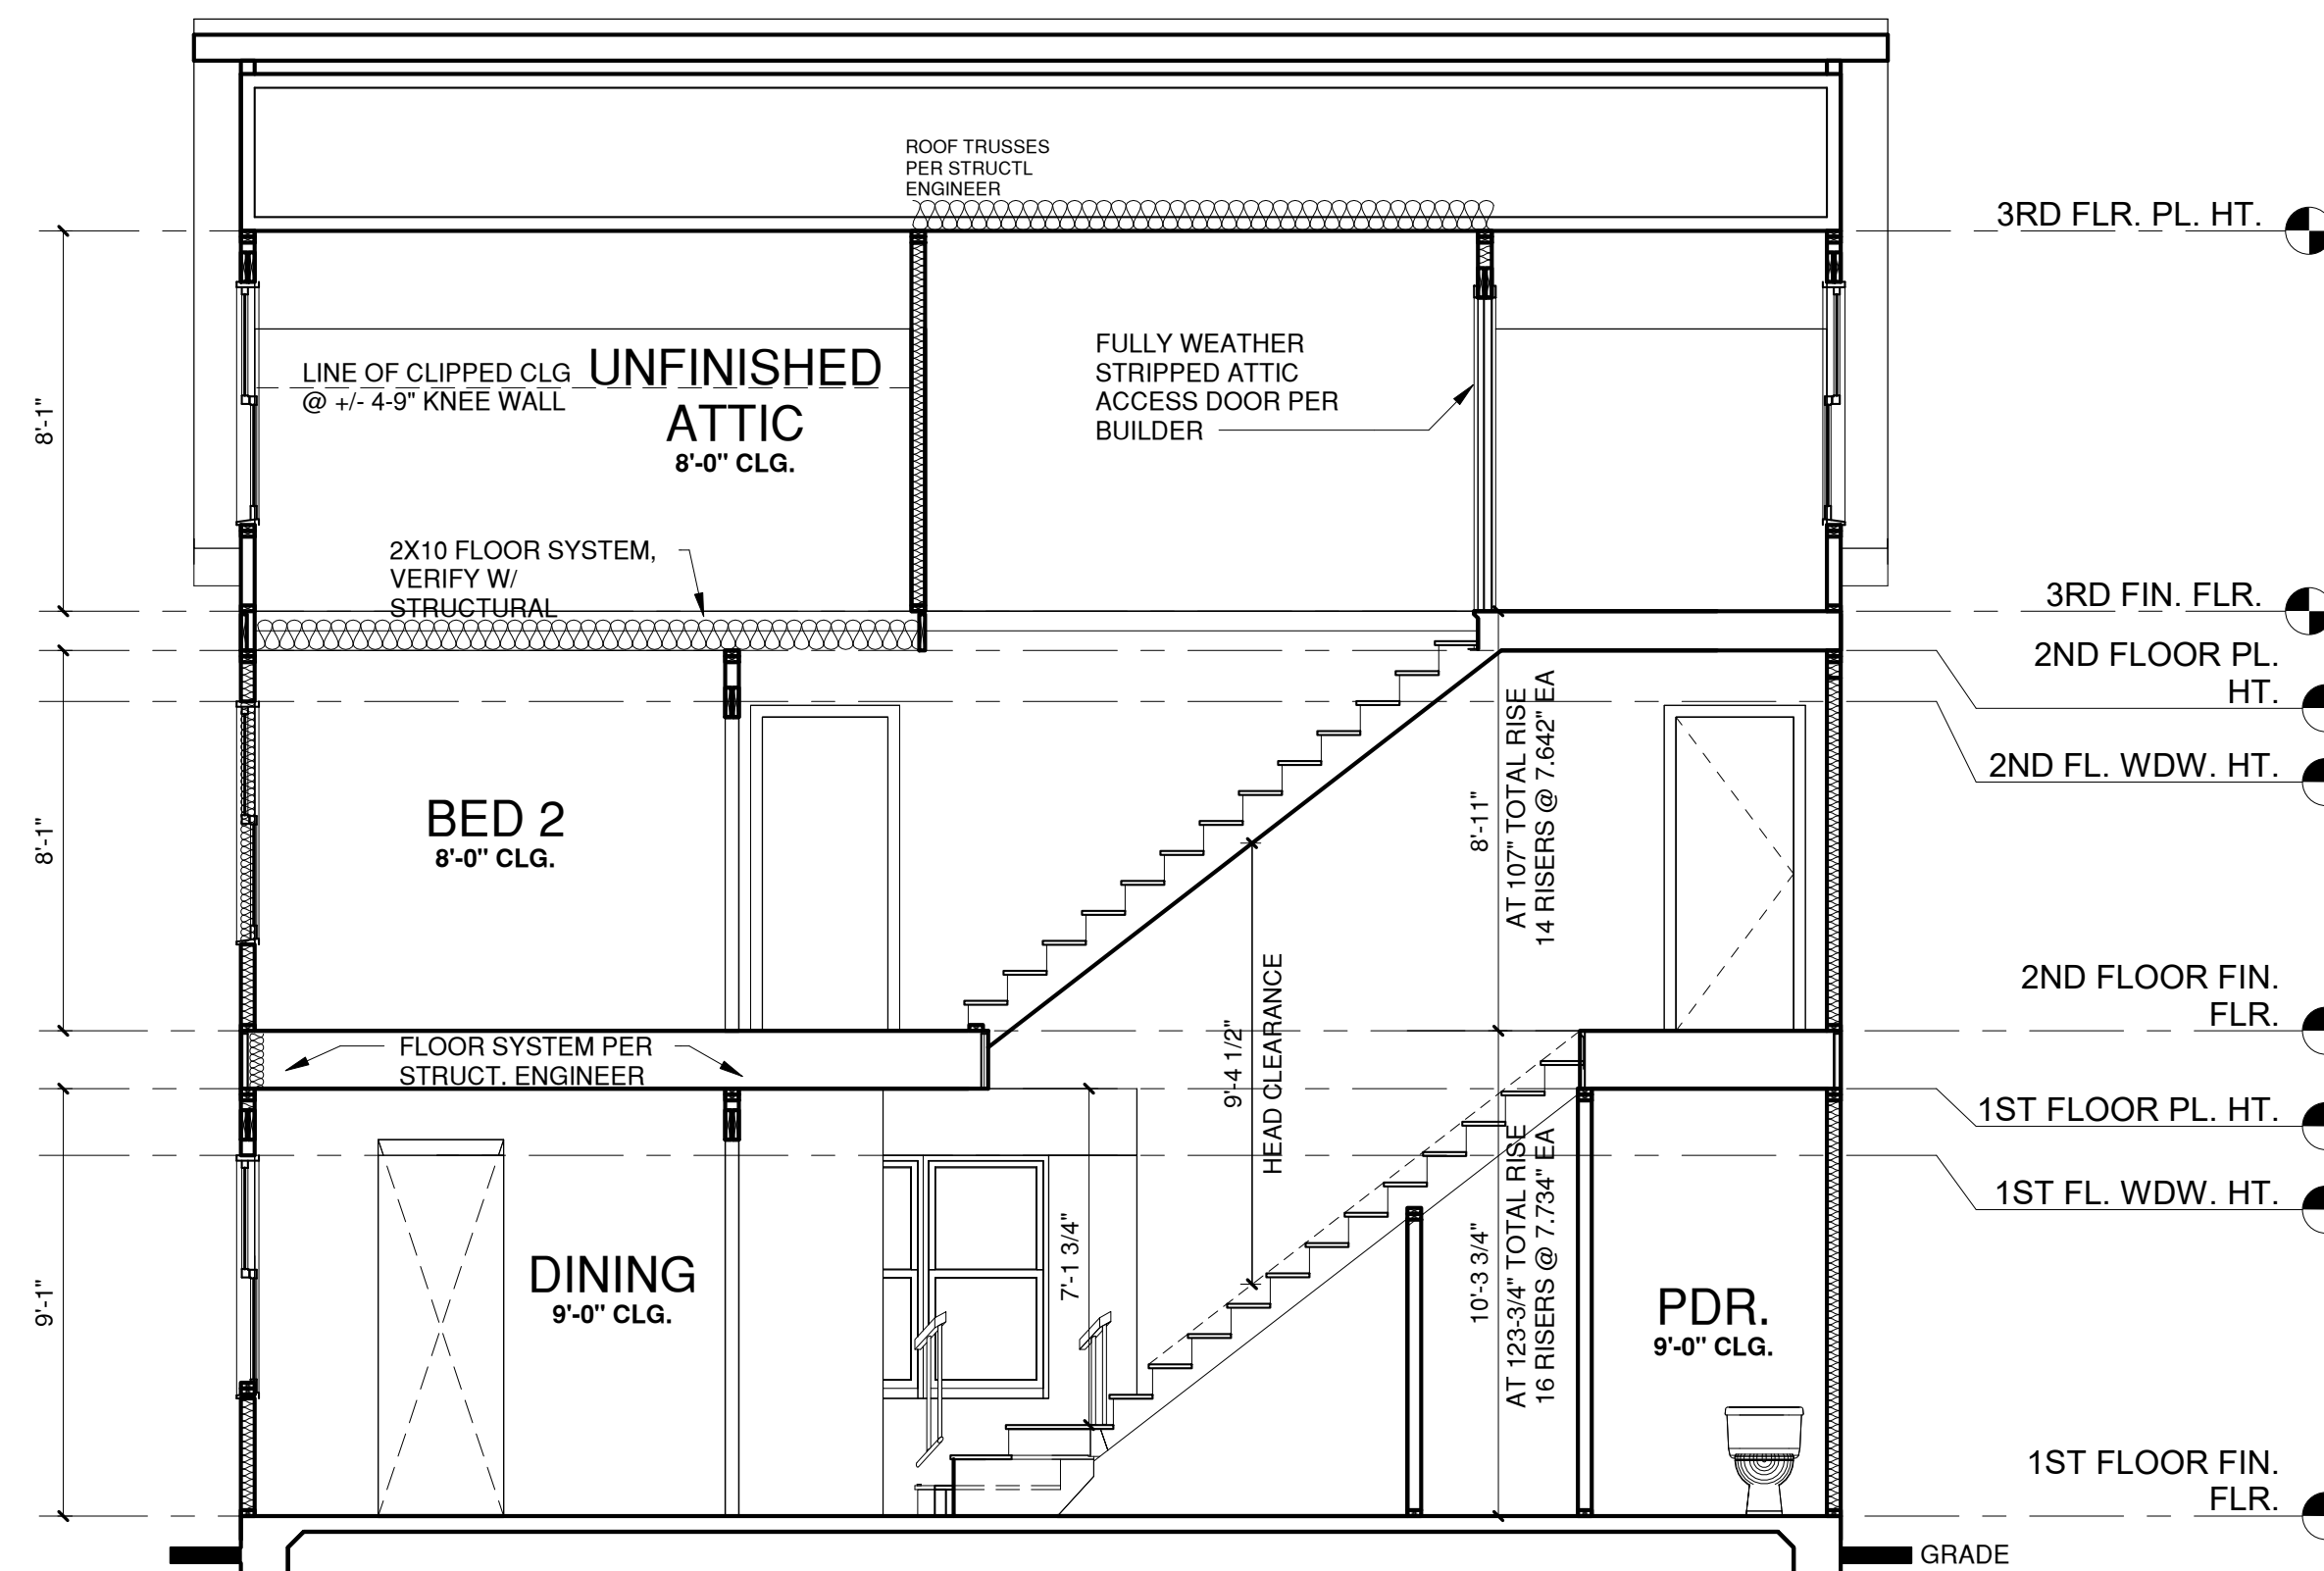 ROOF TRUSSES
PER STRUCTL
ENGINEER
3RD FLR. PL. HT.
LINE OF CLIPPED CLG
@ +/- 4-9" KNEE WALL
UNFINISHED
ATTIC
8'-0" CLG.
FULLY WEATHER
STRIPPED ATTIC
ACCESS DOOR PER
BUILDER
8'-1"
2X10 FLOOR SYSTEM,
VERIFY W/
STRUCTURAL
3RD FIN. FLR.
2ND FLOOR PL.
HT.
2ND FL. WDW. HT.
8'-1"
BED 2
8'-0" CLG.
8'-11"
AT 107" TOTAL RISE
14 RISERS @ 7.642" EA
2ND FLOOR FIN.
FLR.
FLOOR SYSTEM PER
STRUCT. ENGINEER
9'-4 1/2"
HEAD CLEARANCE
1ST FLOOR PL. HT.
1ST FL. WDW. HT.
9'-1"
DINING
9'-0" CLG.
7'-1 3/4"
10'-3 3/4"
AT 123-3/4" TOTAL RISE
16 RISERS @ 7.734" EA
PDR.
9'-0" CLG.
1ST FLOOR FIN.
FLR.
GRADE